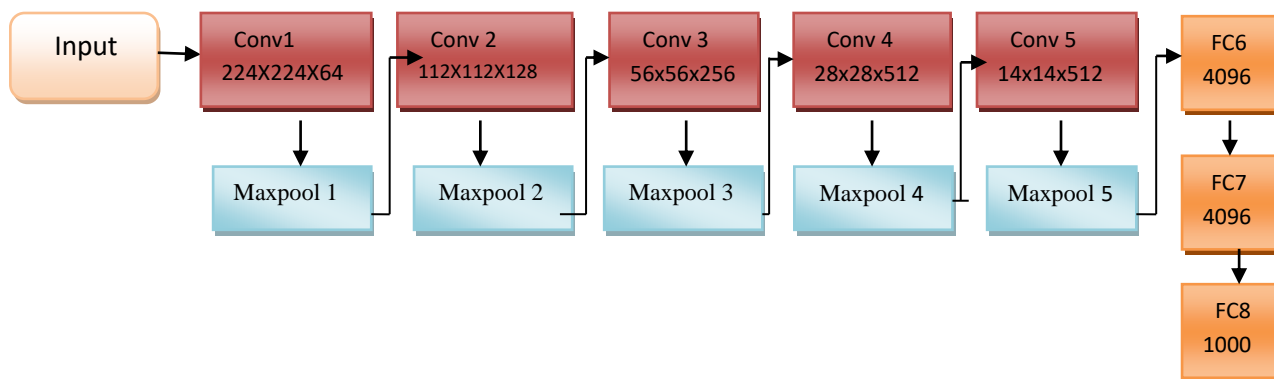 Input
Conv1
224X224X64
Maxpool 1
Conv 2
112X112X128
Maxpool 2
Conv 3
56x56x256
Maxpool 3
Conv 4
28x28x512
Maxpool 4
Conv 5
14x14x512
Maxpool 5
FC6
4096
FC7
4096
FC8
1000